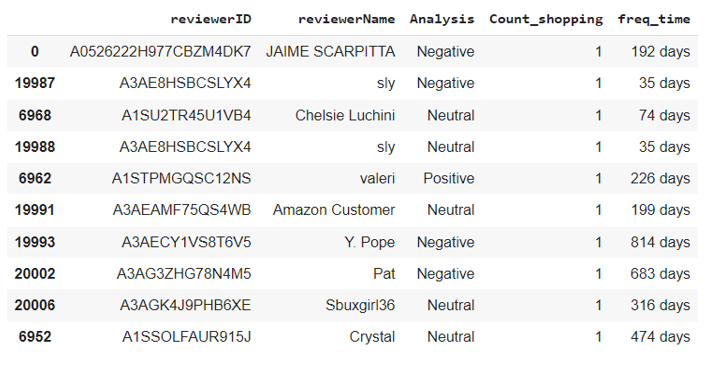 reviewerID reviewerName Analysis Count_shopping freq_time
0 A0526222H977CBZM4DK7 JAIME SCARPITTA Negative 1 192 days
19987 A3AE8HSBCSLYX4 sly Negative 1 35 days
6968 A1SU2TR45U1VB4 Chelsie Luchini Neutral 1 74 days
19988 A3AE8HSBCSLYX4 sly Neutral 1 35 days
6962 A1STPMGQSC12NS valeri Positive 1 226 days
19991 A3AEAMF75QS4WB Amazon Customer Neutral 1 199 days
19993 A3AECY1VS8T6V5 Y. Pope Negative 1 814 days
20002 A3AG3ZHG78N4M5 Pat Negative 1 683 days
20006 A3AGK4J9PHB6XE Sbuxgirl36 Neutral 1 316 days
6952 A1SSOLFAUR915J Crystal Neutral 1 474 days